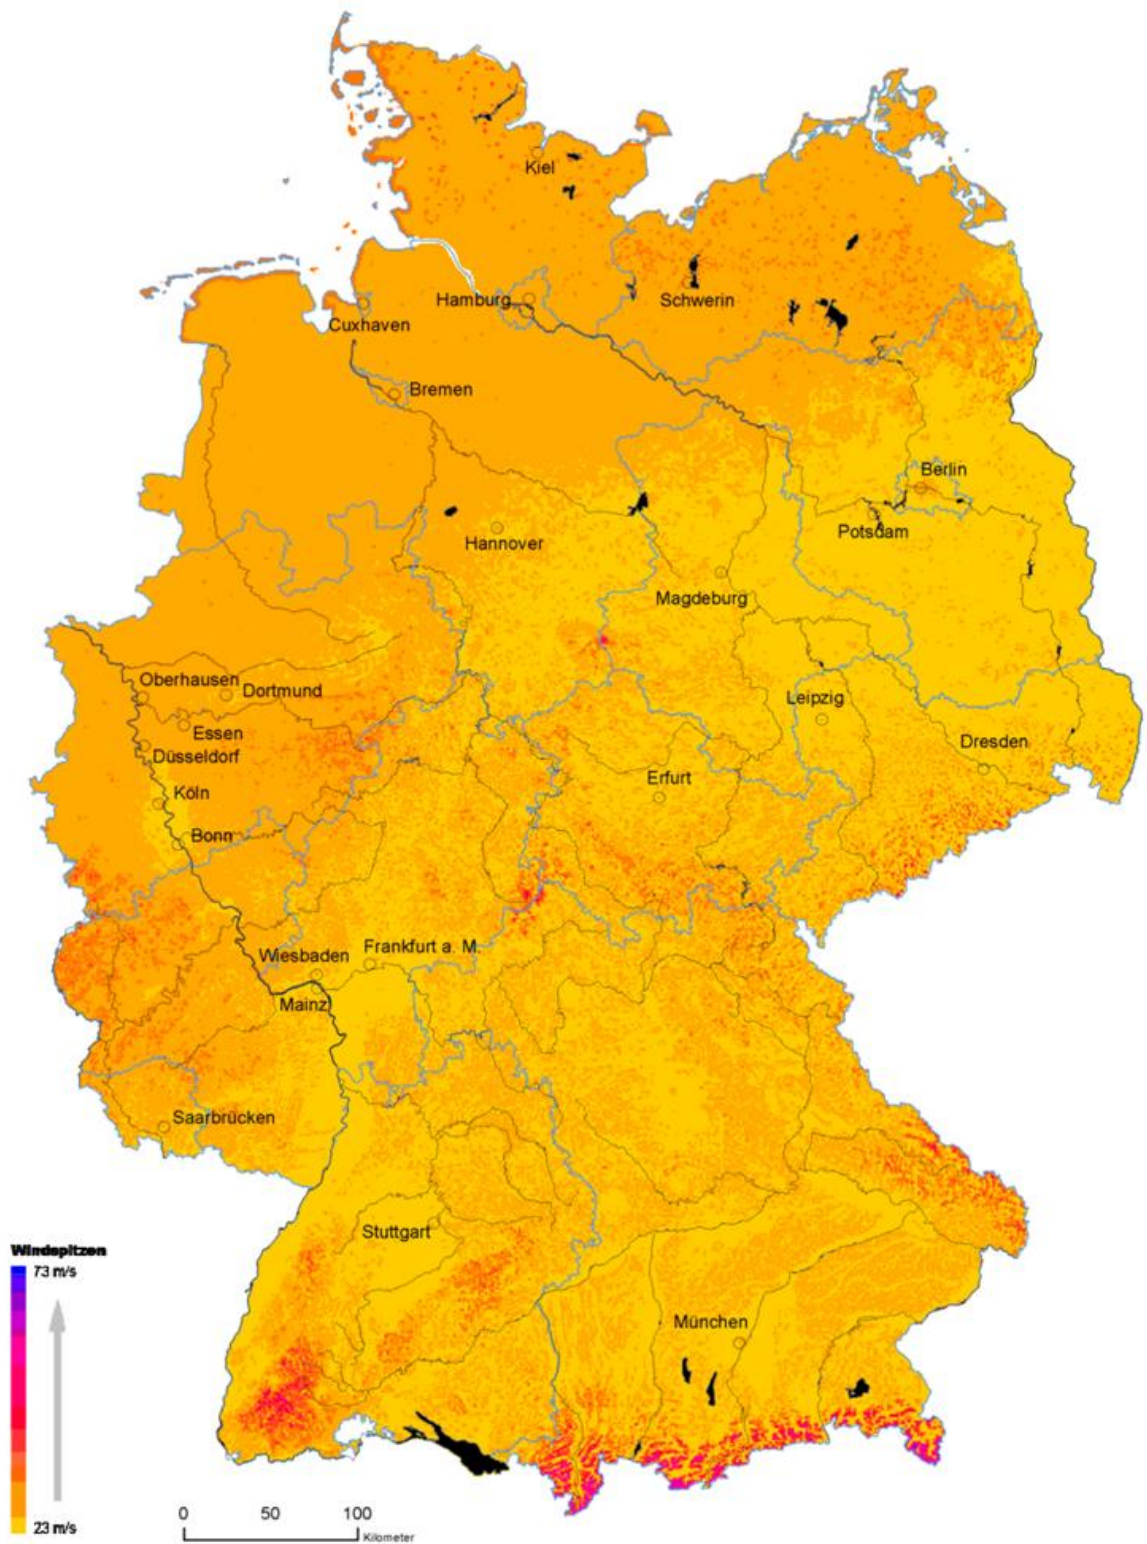 Kiel
Schwerin
Hamburg
Cuxhaven
Bremen
Berlin
Potsdam
Hannover
Magdeburg
Oberhausen
Dortmund
Leipzig
Essen
Dresden
Düsseldorf
Erfurt
Köln
Bonn
Frankfurt a. M.
Wiesbaden
Mainz
Saarbrücken
Stuttgart
Windspitzen
73 m/s
München
0 50 100
23 m/s
Kilometer